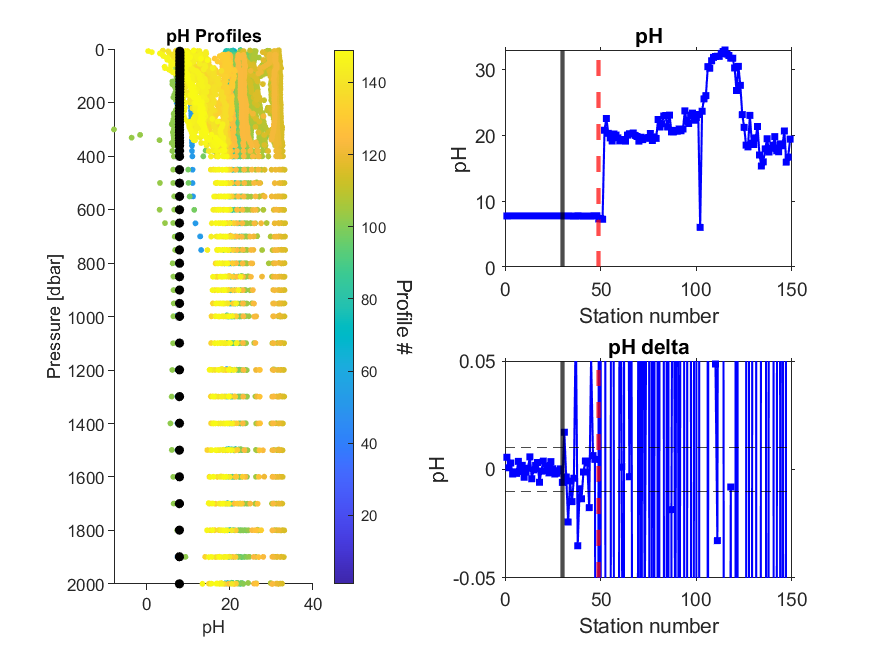 pH Profiles
0
200
400
600
800
1000
1200
1400
1600
1800
2000
Pressure [dbar]
0 20 40
pH
140
120
100
80
60
40
20
Profile #
pH
30
20
10
0
pH
0 50 100 150
Station number
pH delta
0.05
0
-0.05
pH
0 50 100 150
Station number